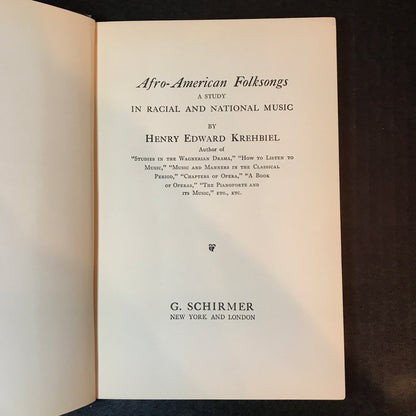 Afro-American Folksongs
A STUDY
IN RACIAL AND NATIONAL MUSIC
BY
HENRY EDWARD KREHBIEL
Author of
"STUDIES IN THE WAGNERIAN DRAMA," "HOW TO LISTEN TO
MUSIC," "MUSIC AND MANNERS IN THE CLASSICAL
PERIOD," "CHAPTERS OF OPERA," "A BOOK
OF OPERAS," "THE PIANOFORTE AND
ITS MUSIC," ETC., ETC.
G. SCHIRMER
NEW YORK AND LONDON